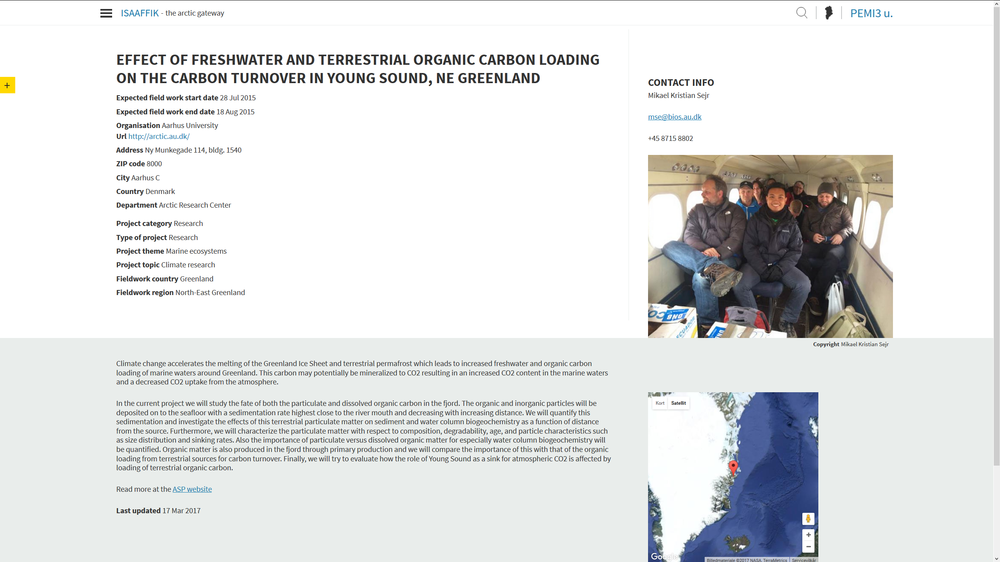 ISAAFFIK - the arctic gateway
PEMI3 u.
EFFECT OF FRESHWATER AND TERRESTRIAL ORGANIC CARBON LOADING
ON THE CARBON TURNOVER IN YOUNG SOUND, NE GREENLAND
+
Expected field work start date 28 Jul 2015
Expected field work end date 18 Aug 2015
Organisation Aarhus University
Url http://arctic.au.dk/
Address Ny Munkegade 114, bldg. 1540
ZIP code 8000
City Aarhus C
Country Denmark
Department Arctic Research Center
Project category Research
Type of project Research
Project theme Marine ecosystems
Project topic Climate research
Fieldwork country Greenland
Fieldwork region North-East Greenland
CONTACT INFO
Mikael Kristian Sejr
mse@bios.au.dk
+45 8715 8802
DNB
ECUADOR
Copyright Mikael Kristian Sejr
Climate change accelerates the melting of the Greenland Ice Sheet and terrestrial permafrost which leads to increased freshwater and organic carbon
loading of marine waters around Greenland. This carbon may potentially be mineralized to CO2 resulting in an increased CO2 content in the marine waters
and a decreased CO2 uptake from the atmosphere.
In the current project we will study the fate of both the particulate and dissolved organic carbon in the fjord. The organic and inorganic particles will be
deposited on to the seafloor with a sedimentation rate highest close to the river mouth and decreasing with increasing distance. We will quantify this
sedimentation and investigate the effects of this terrestrial particulate matter on sediment and water column biogeochemistry as a function of distance
from the source. Furthermore, we will characterize the particulate matter with respect to composition, degradability, age, and particle characteristics such
as size distribution and sinking rates. Also the importance of particulate versus dissolved organic matter for especially water column biogeochemistry will
be quantified. Organic matter is also produced in the fjord through primary production and we will compare the importance of this with that of the organic
loading from terrestrial sources for carbon turnover. Finally, we will try to evaluate how the role of Young Sound as a sink for atmospheric CO2 is affected by
loading of terrestrial organic carbon.
Read more at the ASP website
Last updated 17 Mar 2017
Kort Satellit
+
−
Google
Billedmateriale ©2017 NASA, TerraMetrics Servicevilkår